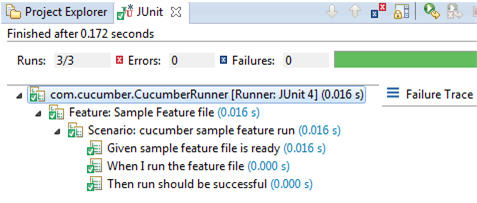 Project Explorer JUnit
Finished after 0.172 seconds
Runs: 3/3 Errors: 0 Failures: 0
com.cucumber.CucumberRunner [Runner: JUnit 4] (0.016 s)
Failure Trace
Feature: Sample Feature file (0.016 s)
Scenario: cucumber sample feature run (0.016 s)
Given sample feature file is ready (0.016 s)
When I run the feature file (0.000 s)
Then run should be successful (0.000 s)